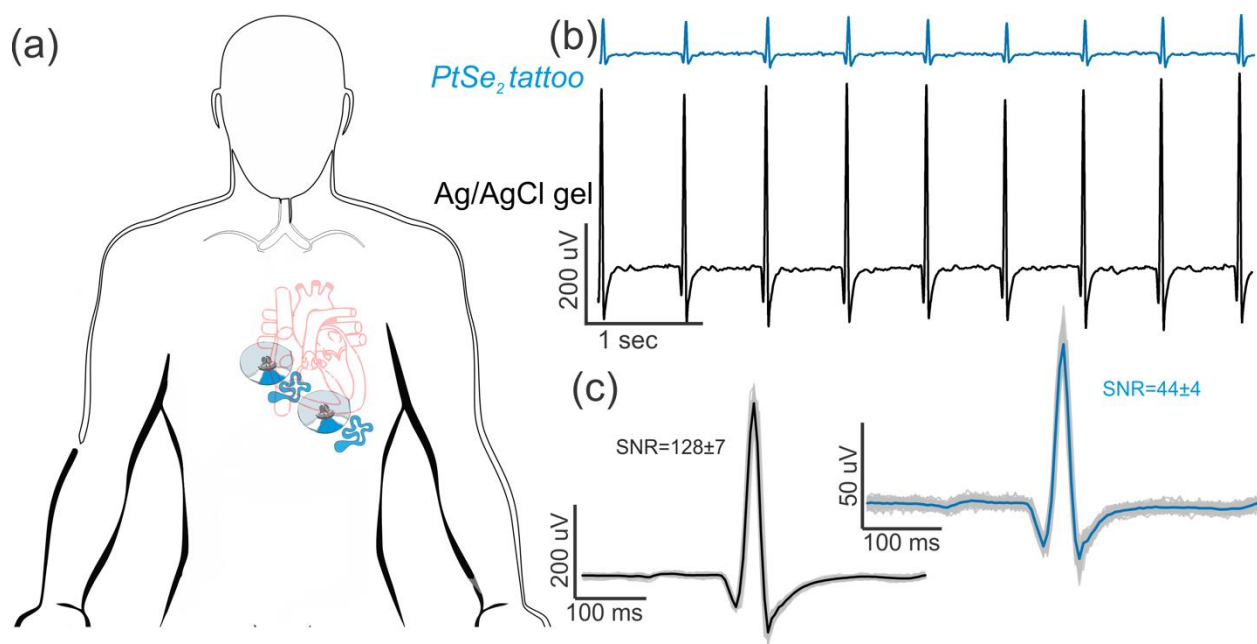 (a)
(b)
PtSe₂ tattoo
Ag/AgCl gel
200 uV
1 sec
(c)
SNR=128±7
200 uV
100 ms
SNR=44±4
50 uV
100 ms